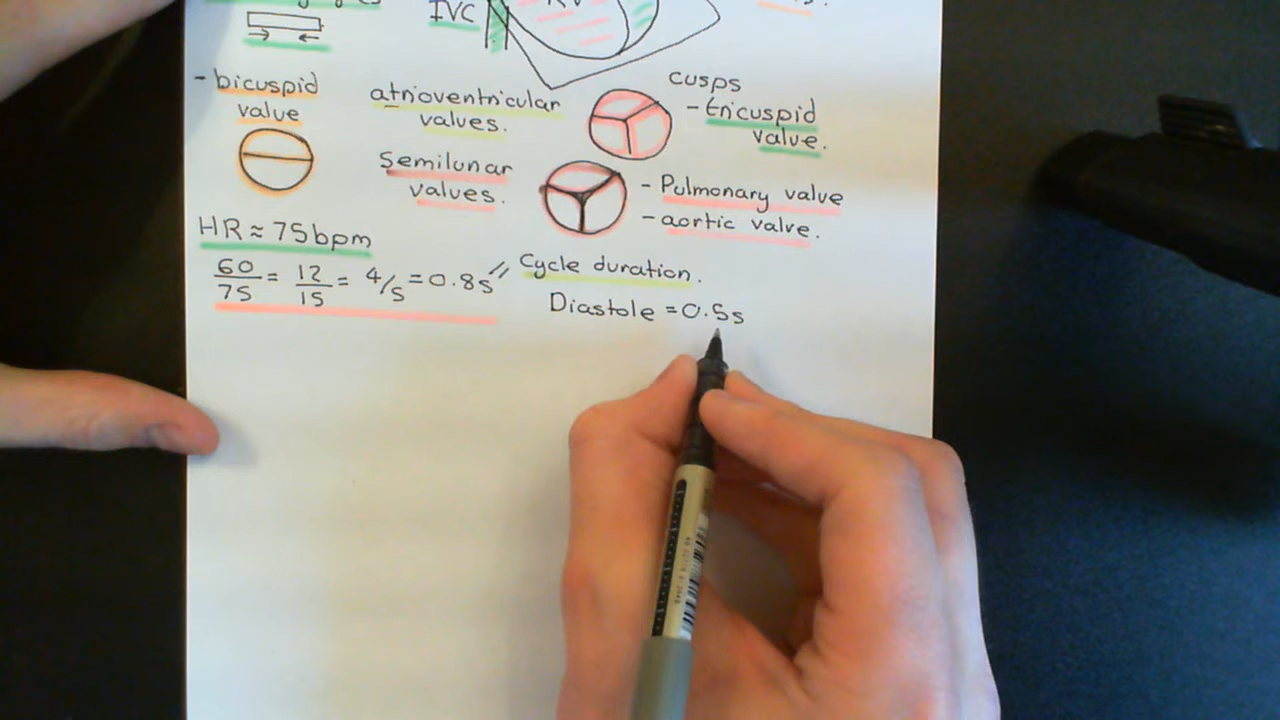 IVC
- bicuspid
valve
atrioventricular
valves.
cusps
- tricuspid
valve.
Semilunar
valves.
- Pulmonary valve
- aortic valve.
HR ≈ 75bpm
60/75 = 12/15 = 4/5 = 0.8s // Cycle duration.
Diastole = 0.5s